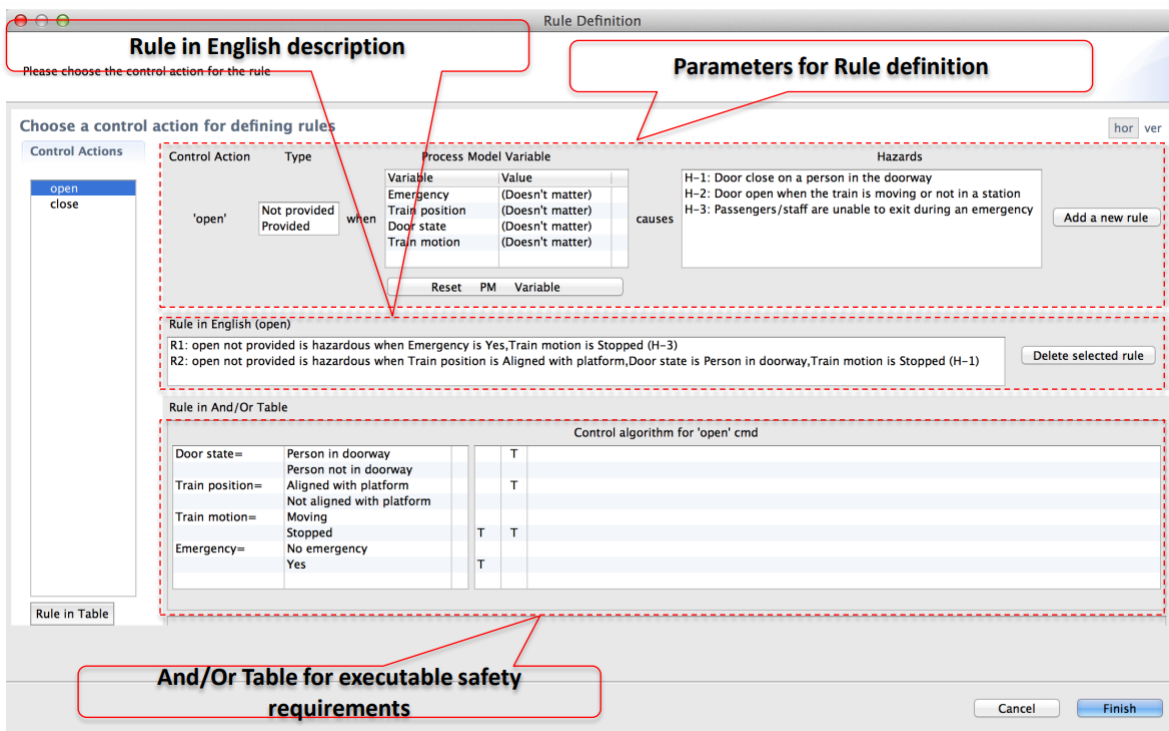 Rule Definition
Rule in English description
Please choose the control action for the rule
Parameters for Rule definition
Choose a control action for defining rules
hor ver
Control Actions
open
close
Control Action Type Process Model Variable Hazards
Variable Value
Emergency (Doesn't matter)
Train position (Doesn't matter)
Door state (Doesn't matter)
Train motion (Doesn't matter)
'open'
Not provided
Provided
when
causes
H-1: Door close on a person in the doorway
H-2: Door open when the train is moving or not in a station
H-3: Passengers/staff are unable to exit during an emergency
Add a new rule
Reset PM Variable
Rule in English (open)
R1: open not provided is hazardous when Emergency is Yes,Train motion is Stopped (H-3)
R2: open not provided is hazardous when Train position is Aligned with platform,Door state is Person in doorway,Train motion is Stopped (H-1)
Delete selected rule
Rule in And/Or Table
Control algorithm for 'open' cmd
Door state= Person in doorway T
Person not in doorway
Train position= Aligned with platform T
Not aligned with platform
Train motion= Moving
Stopped T T
Emergency= No emergency
Yes T
Rule in Table
And/Or Table for executable safety
requirements
Cancel Finish